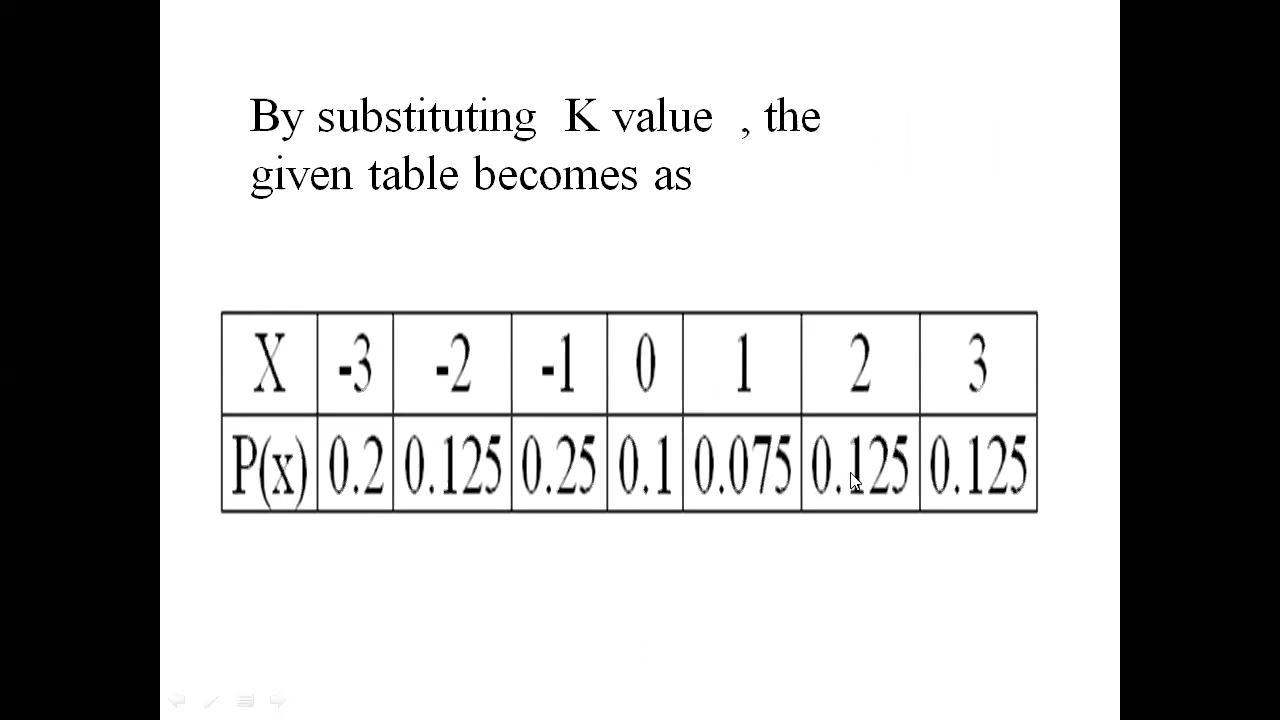 By substituting K value , the
given table becomes as
X -3 -2 -1 0 1 2 3
P(x) 0.2 0.125 0.25 0.1 0.075 0.125 0.125